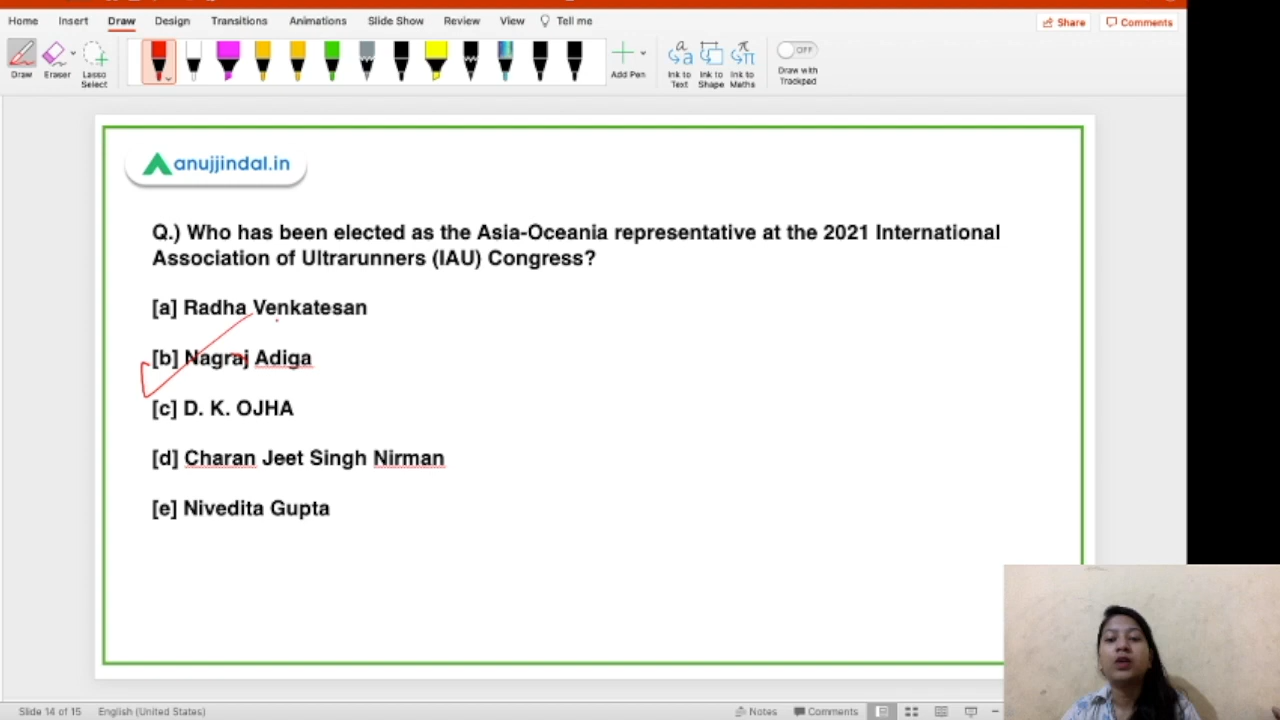 Home Insert Draw Design Transitions Animations Slide Show Review View Tell me Share Comments
Draw Eraser Lasso Select Add Pen Ink to Text Ink to Shape Ink to Maths OFF Draw with Trackpad
anujjindal.in
Q.) Who has been elected as the Asia-Oceania representative at the 2021 International
Association of Ultrarunners (IAU) Congress?
[a] Radha Venkatesan
[b] Nagraj Adiga
[c] D. K. OJHA
[d] Charan Jeet Singh Nirman
[e] Nivedita Gupta
Slide 14 of 15 English (United States) Notes Comments